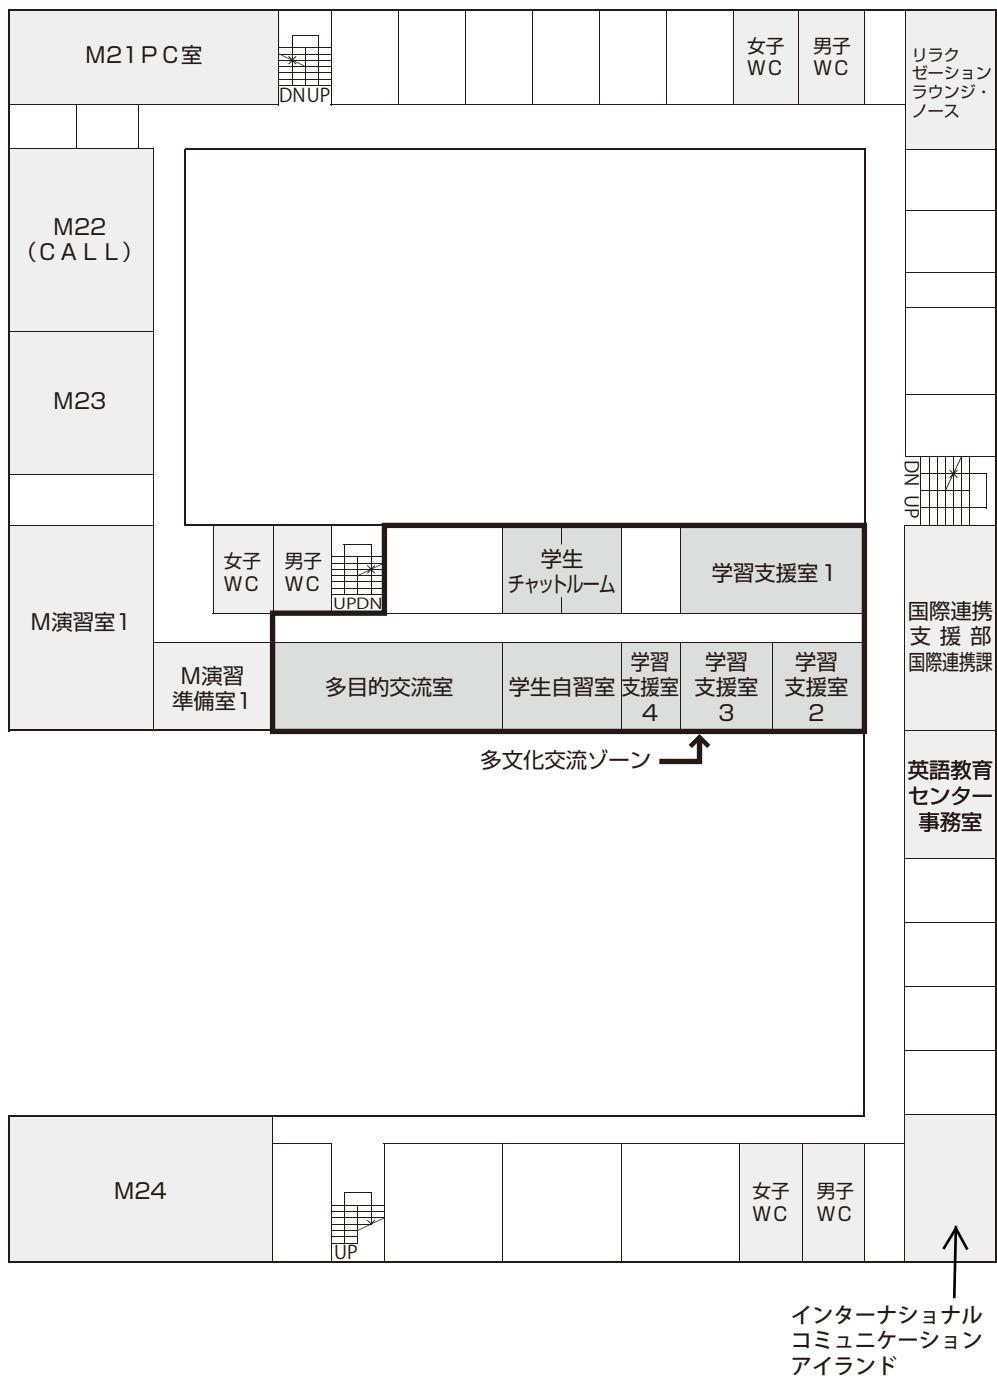 M21PC室
DNUP
女子
WC
男子
WC
リラク
ゼーション
ラウンジ・
ノース
M22
（CALL）
M23
DN UP
女子
WC
男子
WC
UPDN
学生
チャットルーム
学習支援室1
M演習室1
国際連携
支援部
国際連携課
M演習
準備室1
多目的交流室
学生自習室
学習
支援室
4
学習
支援室
3
学習
支援室
2
多文化交流ゾーン
英語教育
センター
事務室
M24
UP
女子
WC
男子
WC
インターナショナル
コミュニケーション
アイランド